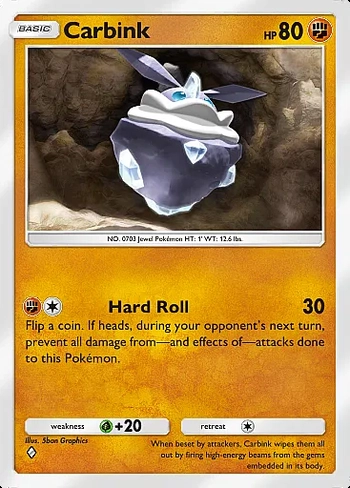 BASIC Carbink HP 80
NO. 0703 Jewel Pokémon HT: 1' WT: 12.6 lbs.
Hard Roll 30
Flip a coin. If heads, during your opponent's next turn,
prevent all damage from—and effects of—attacks done
to this Pokémon.
weakness +20 retreat
Illus. 5ban Graphics
When beset by attackers, Carbink wipes them all
out by firing high-energy beams from the gems
embedded in its body.